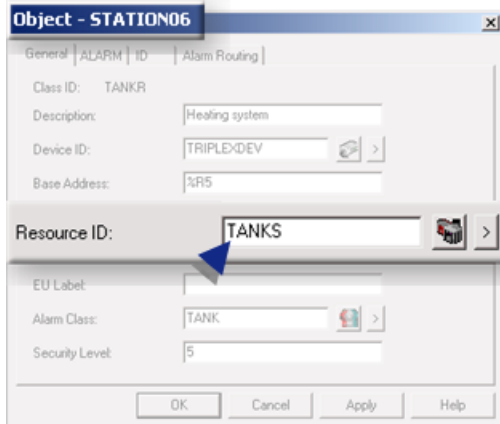 Object - STATION06
General ALARM ID Alarm Routing
Class ID: TANKR
Description: Heating system
Device ID: TRIPLEXDEV >
Base Address: %R5
Resource ID: TANKS >
EU Label:
Alarm Class: TANK >
Security Level: 5
OK Cancel Apply Help